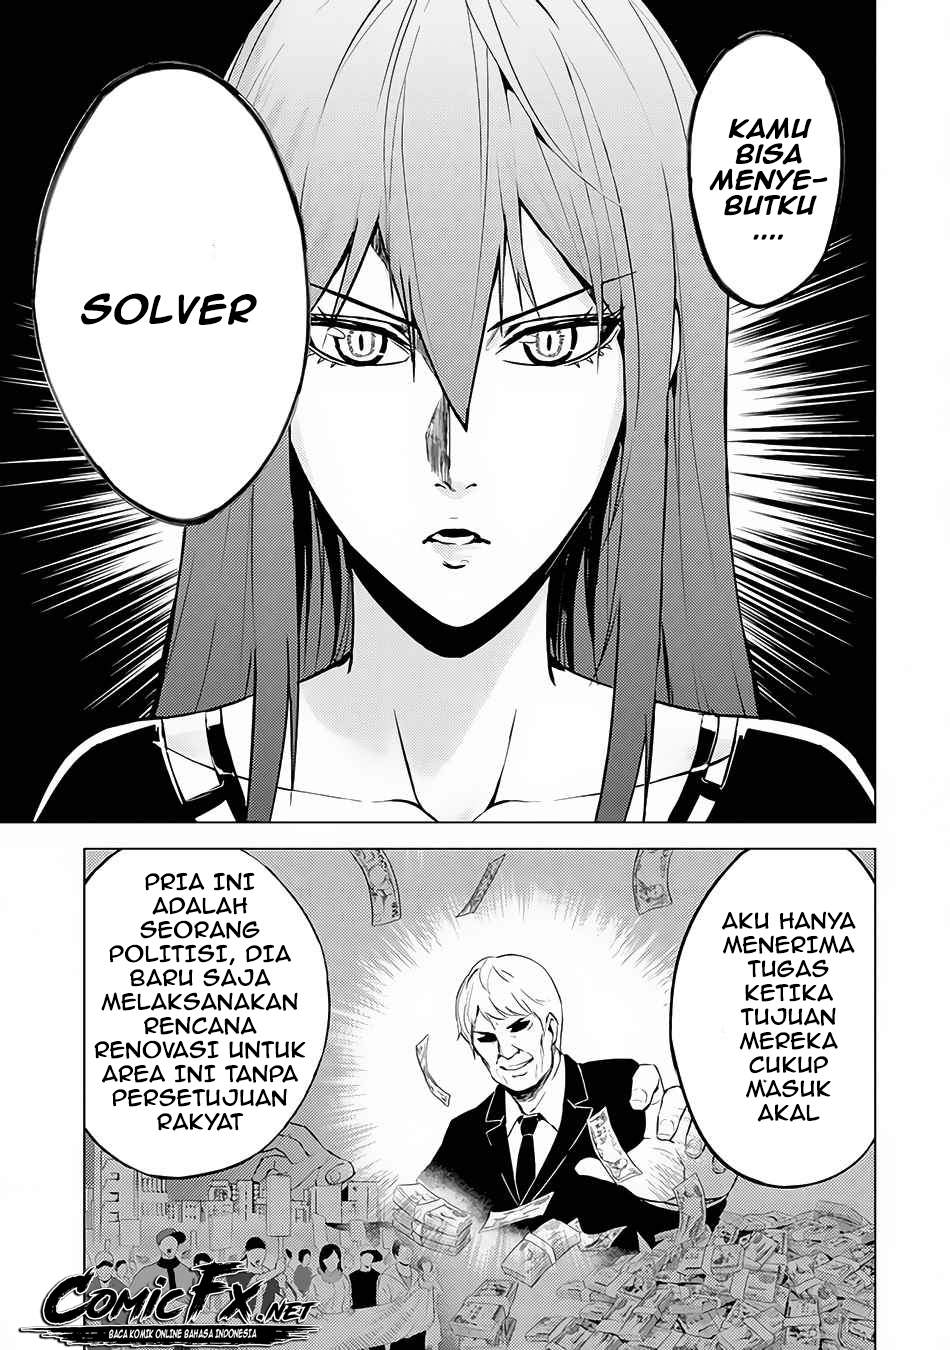 KAMU
BISA
MENYE-
BUTKU
....
SOLVER
AKU HANYA
MENERIMA
TUGAS
KETIKA
TUJUAN
MEREKA
CUKUP
MASUK
AKAL
PRIA INI
ADALAH
SEORANG
POLITISI, DIA
BARU SAJA
MELAKSANAKAN
RENCANA
RENOVASI UNTUK
AREA INI TANPA
PERSETUJUAN
RAKYAT
COMICFX.NET
BACA KOMIK ONLINE BAHASA INDONESIA